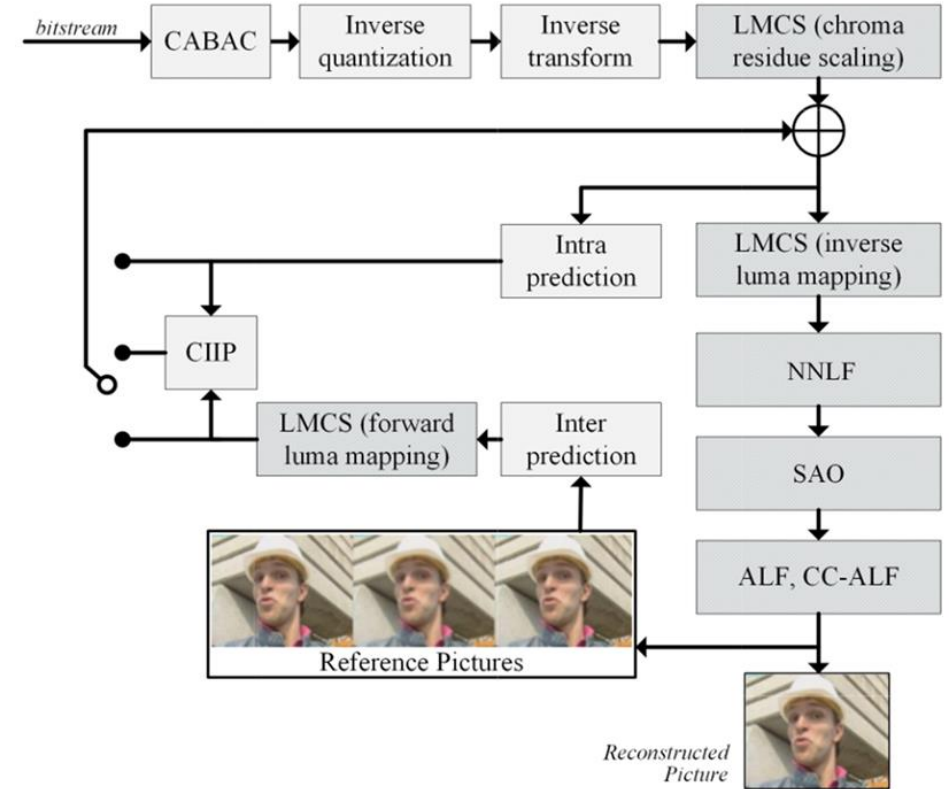 bitstream
CABAC
Inverse
quantization
Inverse
transform
LMCS (chroma
residue scaling)
Intra
prediction
LMCS (inverse
luma mapping)
CIIP
NNLF
LMCS (forward
luma mapping)
Inter
prediction
SAO
ALF, CC-ALF
Reference Pictures
Reconstructed
Picture